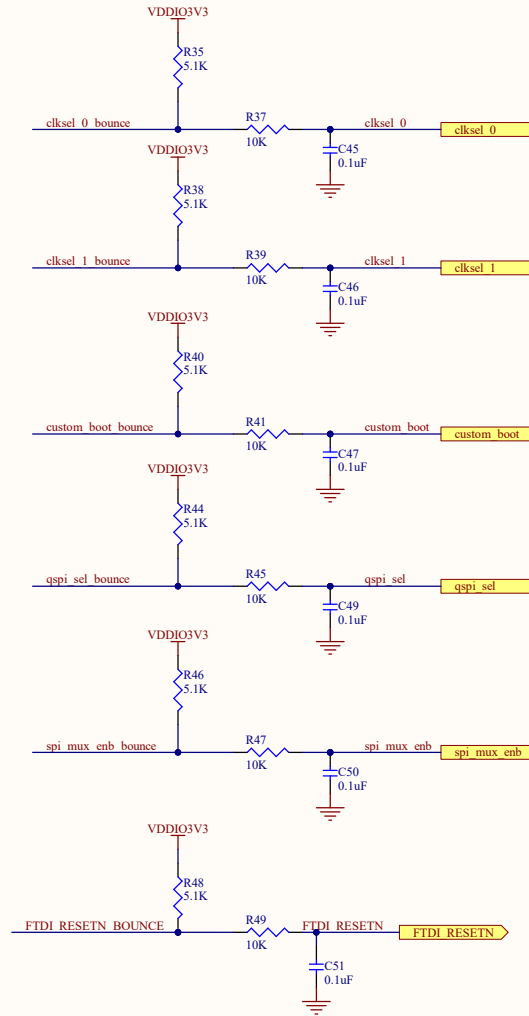 VDDIO3V3
R35
5.1K
clksel_0_bounce
R37
10K
clksel_0
clksel_0
C45
0.1uF
VDDIO3V3
R38
5.1K
clksel_1_bounce
R39
10K
clksel_1
clksel_1
C46
0.1uF
VDDIO3V3
R40
5.1K
custom_boot_bounce
R41
10K
custom_boot
custom_boot
C47
0.1uF
VDDIO3V3
R44
5.1K
qspi_sel_bounce
R45
10K
qspi_sel
qspi_sel
C49
0.1uF
VDDIO3V3
R46
5.1K
spi_mux_enb_bounce
R47
10K
spi_mux_enb
spi_mux_enb
C50
0.1uF
VDDIO3V3
R48
5.1K
FTDI_RESETN_BOUNCE
R49
10K
FTDI_RESETN
FTDI_RESETN
C51
0.1uF